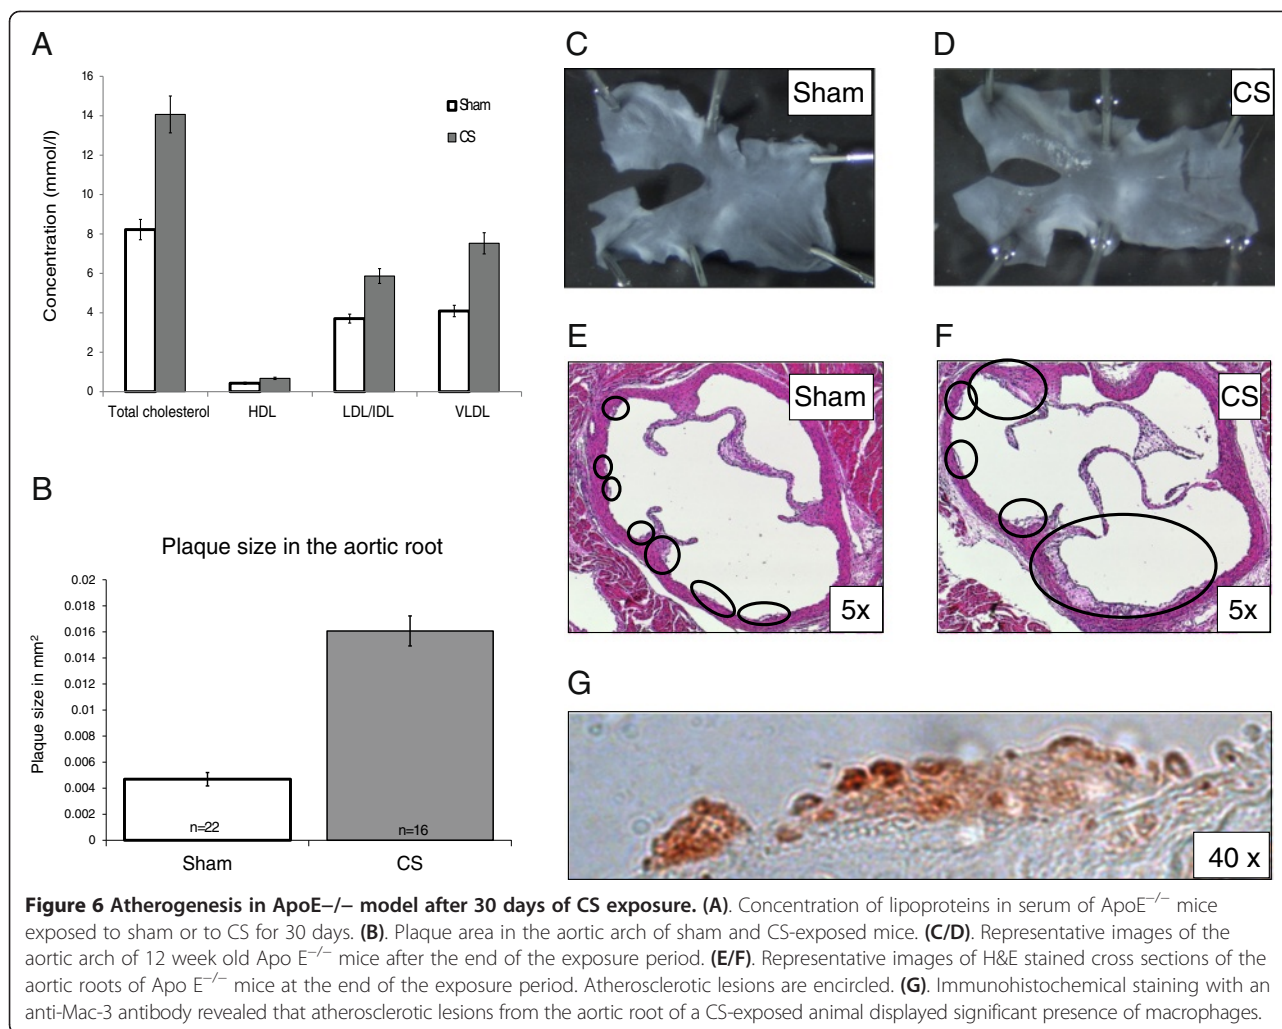 A
16
14
12
10
8
6
4
2
0
Concentration (mmol/l)
Sham
CS
Total cholesterol HDL LDL/IDL VLDL
B
Plaque size in the aortic root
0.02
0.018
0.016
0.014
0.012
0.01
0.008
0.006
0.004
0.002
0
Plaque size in mm²
n=22 n=16
Sham CS
C
Sham
D
CS
E
Sham
5x
F
CS
5x
G
40 x
Figure 6 Atherogenesis in ApoE−/− model after 30 days of CS exposure. (A). Concentration of lipoproteins in serum of ApoE−/− mice
exposed to sham or to CS for 30 days. (B). Plaque area in the aortic arch of sham and CS-exposed mice. (C/D). Representative images of the
aortic arch of 12 week old Apo E−/− mice after the end of the exposure period. (E/F). Representative images of H&E stained cross sections of the
aortic roots of Apo E−/− mice at the end of the exposure period. Atherosclerotic lesions are encircled. (G). Immunohistochemical staining with an
anti-Mac-3 antibody revealed that atherosclerotic lesions from the aortic root of a CS-exposed animal displayed significant presence of macrophages.